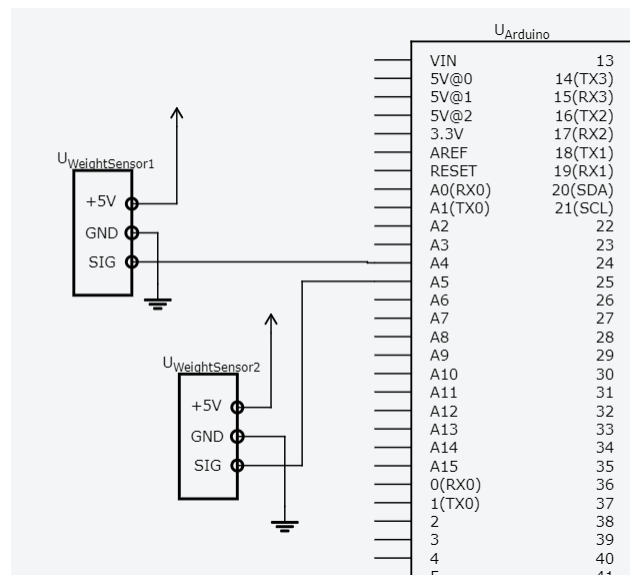 U_Arduino
VIN 13
5V@0 14(TX3)
5V@1 15(RX3)
5V@2 16(TX2)
3.3V 17(RX2)
AREF 18(TX1)
RESET 19(RX1)
A0(RX0) 20(SDA)
A1(TX0) 21(SCL)
A2 22
A3 23
A4 24
A5 25
A6 26
A7 27
A8 28
A9 29
A10 30
A11 31
A12 32
A13 33
A14 34
A15 35
0(RX0) 36
1(TX0) 37
2 38
3 39
4 40
U_WeightSensor1
+5V
GND
SIG
U_WeightSensor2
+5V
GND
SIG